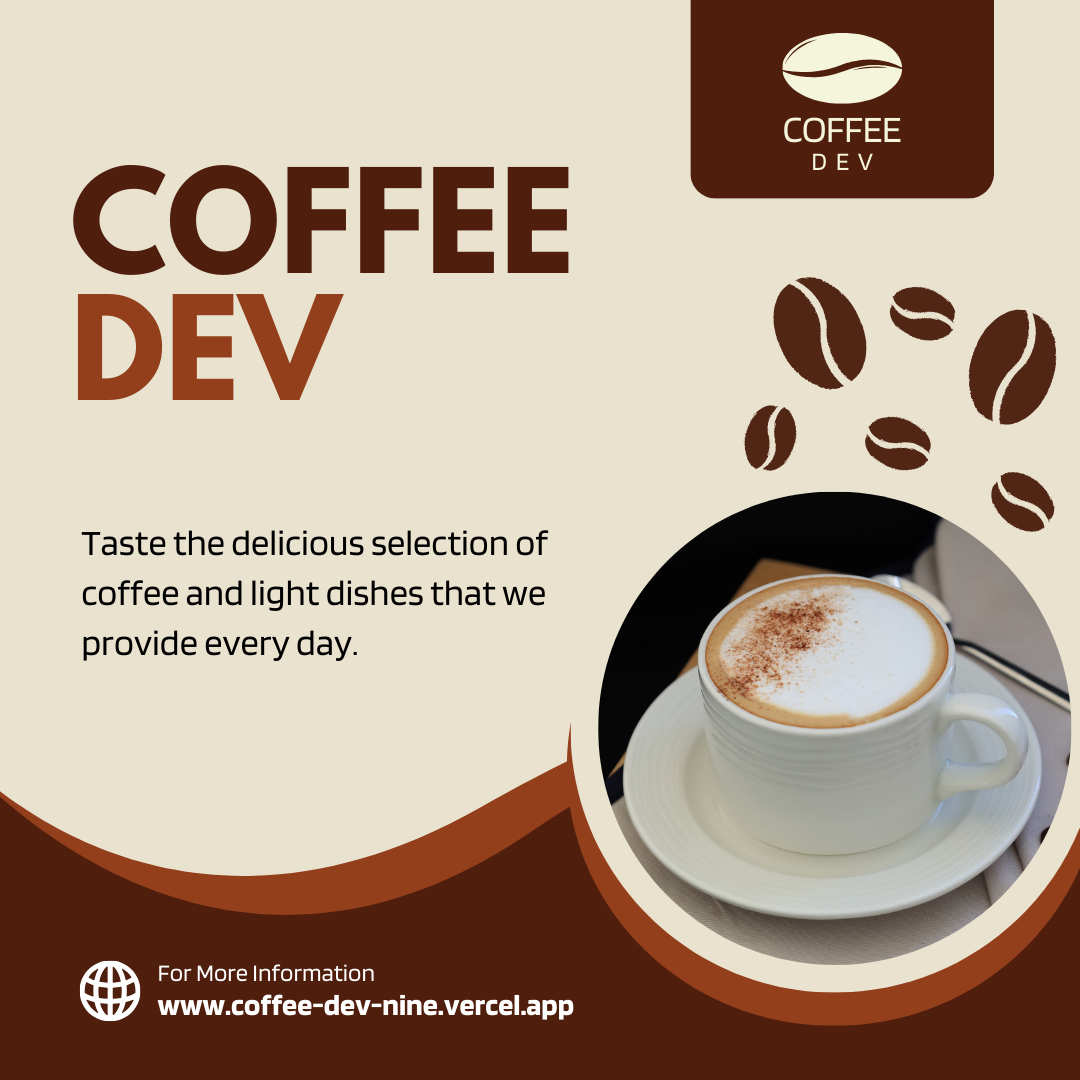 COFFEE
DEV
COFFEE
DEV
Taste the delicious selection of
coffee and light dishes that we
provide every day.
For More Information
www.coffee-dev-nine.vercel.app